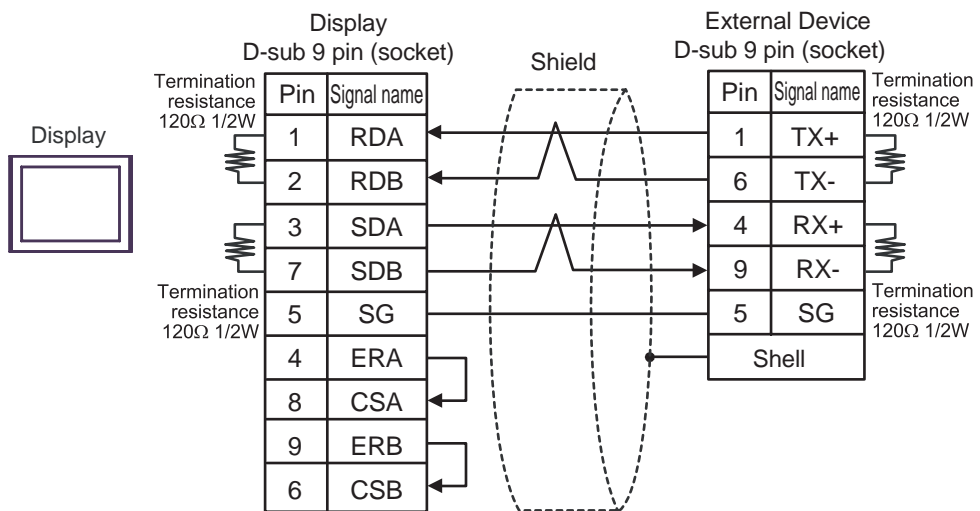 Display
D-sub 9 pin (socket)
External Device
D-sub 9 pin (socket)
Shield
Display
Termination
resistance
120Ω 1/2W
Termination
resistance
120Ω 1/2W
Pin Signal name
1 RDA
2 RDB
3 SDA
7 SDB
5 SG
4 ERA
8 CSA
9 ERB
6 CSB
Pin Signal name
1 TX+
6 TX-
4 RX+
9 RX-
5 SG
Shell
Termination
resistance
120Ω 1/2W
Termination
resistance
120Ω 1/2W